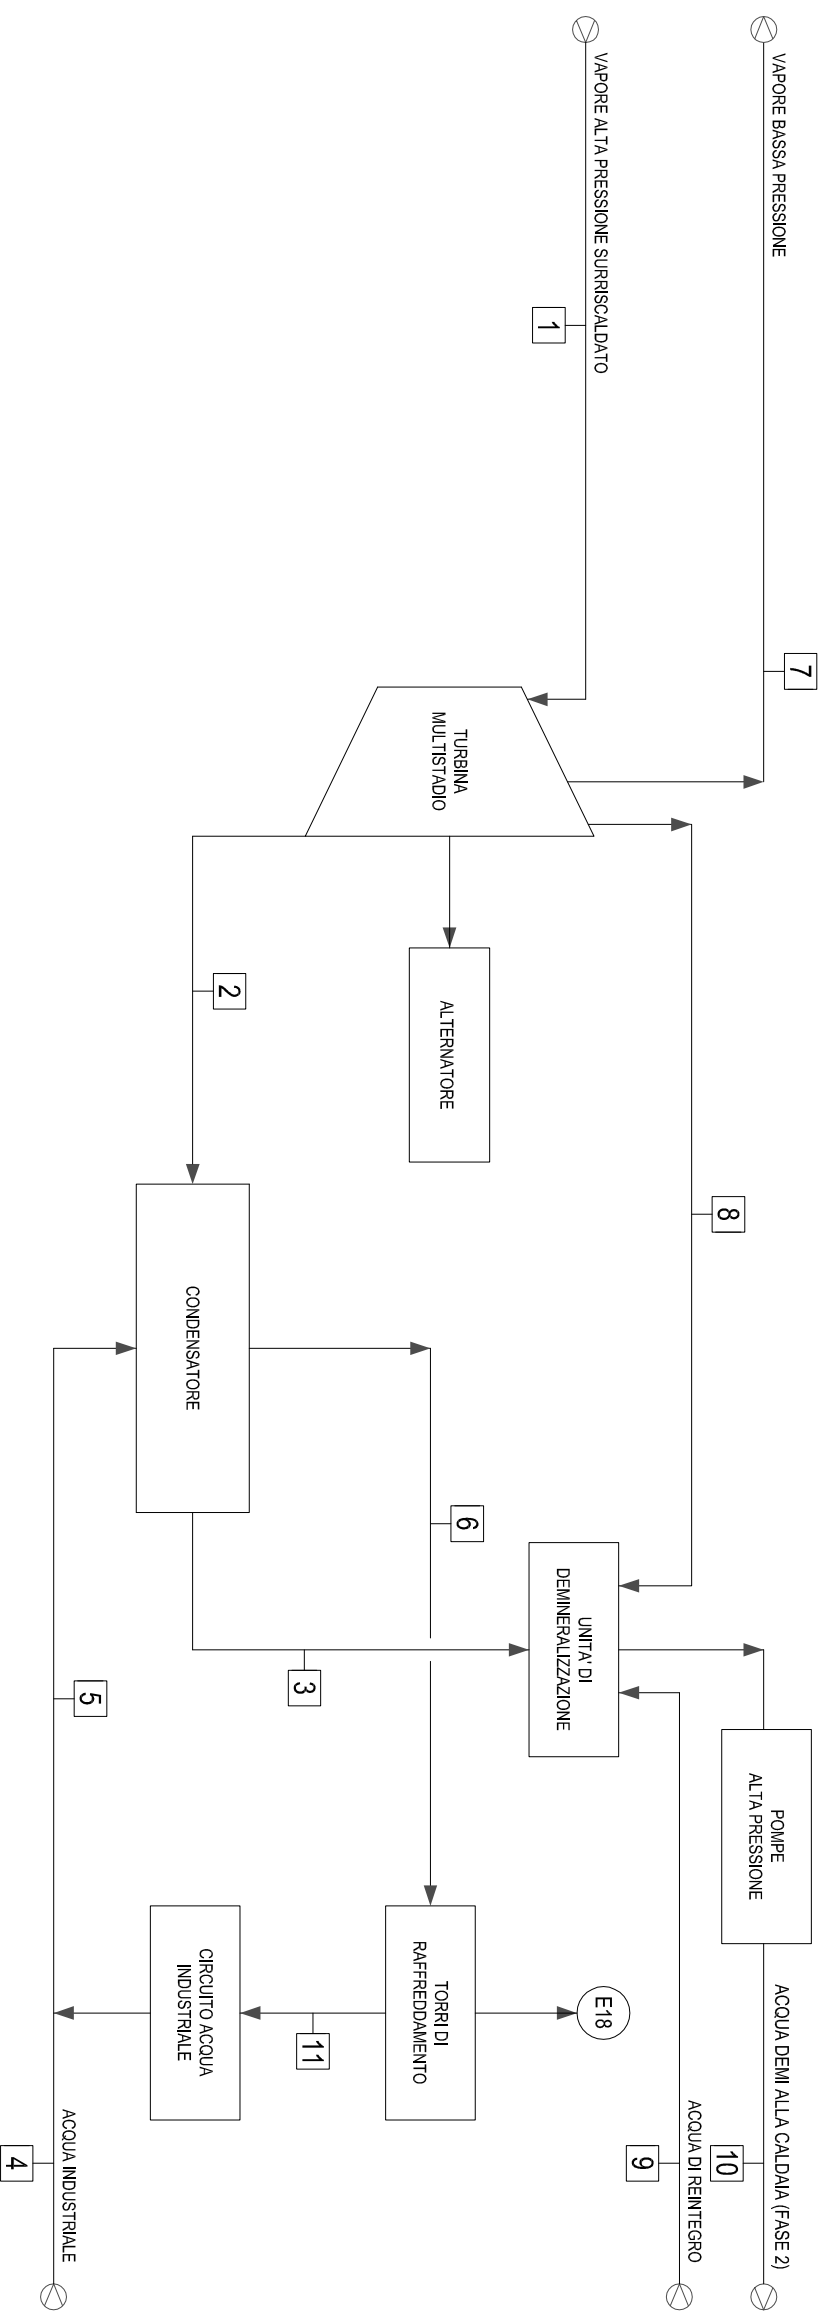 VAPORE BASSA PRESSIONE
7
VAPORE ALTA PRESSIONE SURRISCALDATO
1
TURBINA
MULTISTADIO
8
ALTERNATORE
2
CONDENSATORE
6
UNITA' DI
DEMINERALIZZAZIONE
3
5
POMPE
ALTA PRESSIONE
ACQUA DEMI ALLA CALDAIA (FASE 2)
10
ACQUA DI REINTEGRO
9
E18
TORRI DI
RAFFREDDAMENTO
11
CIRCUITO ACQUA
INDUSTRIALE
ACQUA INDUSTRIALE
4